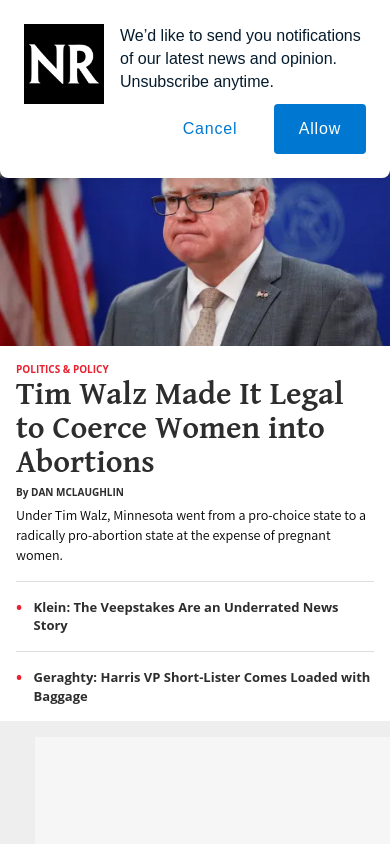 NR
We'd like to send you notifications
of our latest news and opinion.
Unsubscribe anytime.
Cancel
Allow
POLITICS & POLICY
Tim Walz Made It Legal
to Coerce Women into
Abortions
By DAN MCLAUGHLIN
Under Tim Walz, Minnesota went from a pro-choice state to a
radically pro-abortion state at the expense of pregnant
women.
• Klein: The Veepstakes Are an Underrated News
Story
• Geraghty: Harris VP Short-Lister Comes Loaded with
Baggage